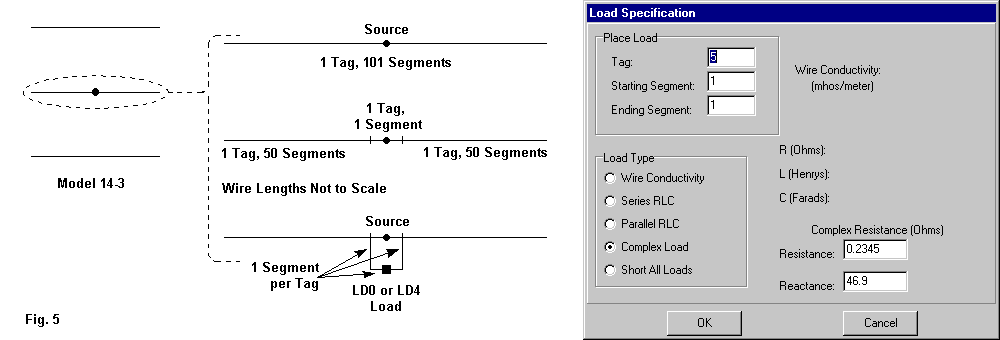 Source
1 Tag, 101 Segments
1 Tag,
1 Segment
1 Tag, 50 Segments
1 Tag, 50 Segments
Model 14-3
Wire Lengths Not to Scale
Source
1 Segment
per Tag
LD0 or LD4
Load
Fig. 5
Load Specification
Place Load
Tag:
5
Starting Segment:
1
Ending Segment:
1
Wire Conductivity:
(mhos/meter)
Load Type
Wire Conductivity
Series RLC
Parallel RLC
Complex Load
Short All Loads
R (Ohms):
L (Henrys):
C (Farads):
Complex Resistance (Ohms)
Resistance:
0.2345
Reactance:
46.9
OK
Cancel